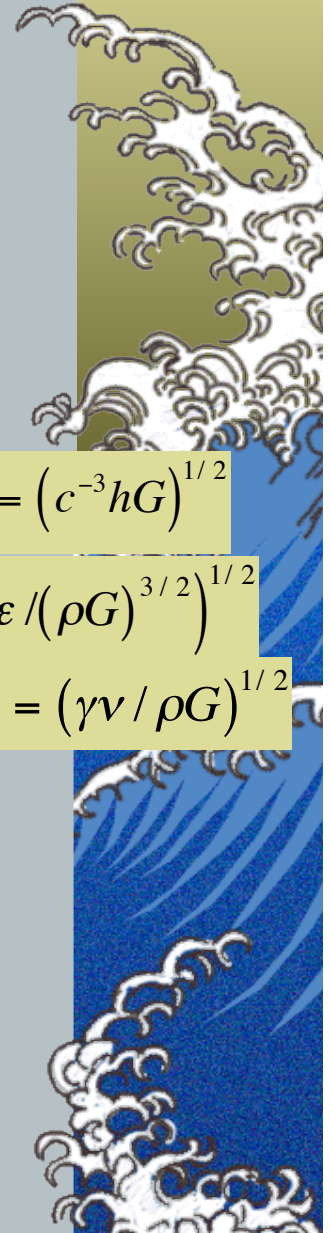 = (c⁻³hG)^{1/2}
ε /(ρG)^{3/2})^{1/2}
= (γν / ρG)^{1/2}